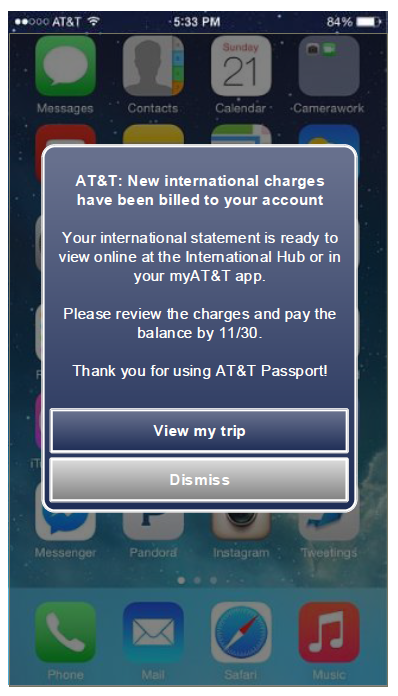 AT&T 5:33 PM 84%
Sunday
21
Messages Contacts Calendar Camerawork
AT&T: New international charges
have been billed to your account
Your international statement is ready to
view online at the International Hub or in
your myAT&T app.
Please review the charges and pay the
balance by 11/30.
Thank you for using AT&T Passport!
View my trip
Dismiss
Messenger Pandora Instagram Tweetings
Phone Mail Safari Music